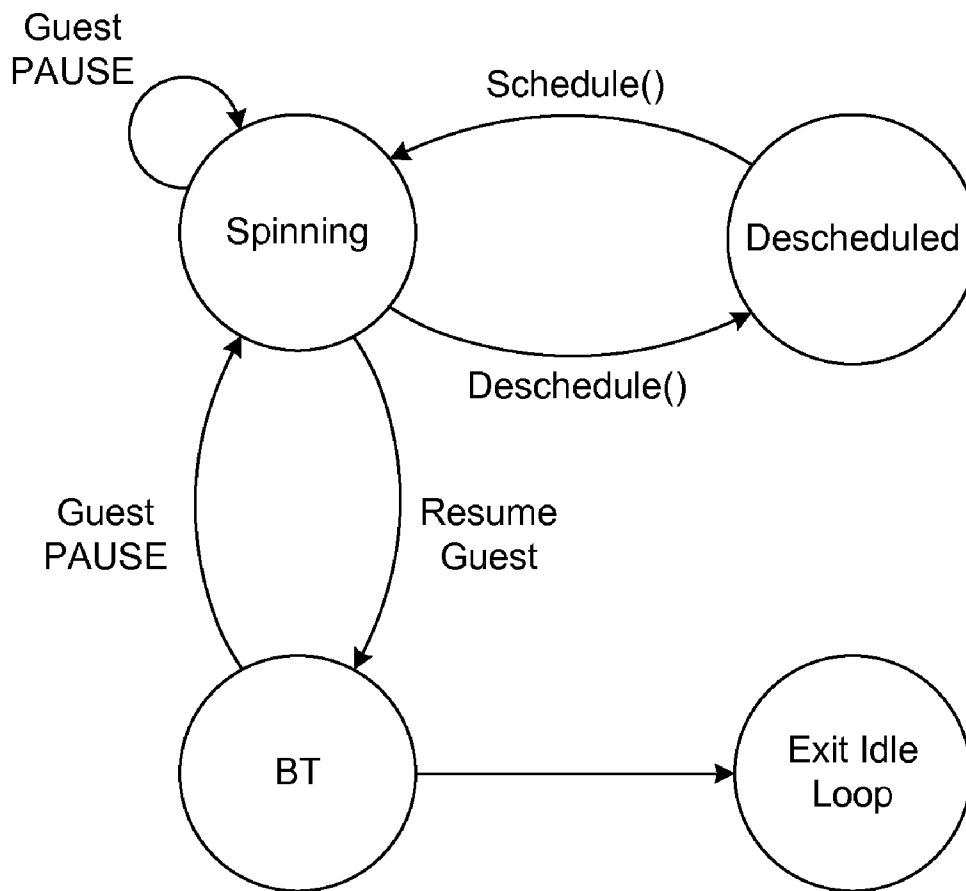 Guest
PAUSE
Schedule()
Spinning
Descheduled
Deschedule()
Guest
PAUSE
Resume
Guest
BT
Exit Idle
Loop